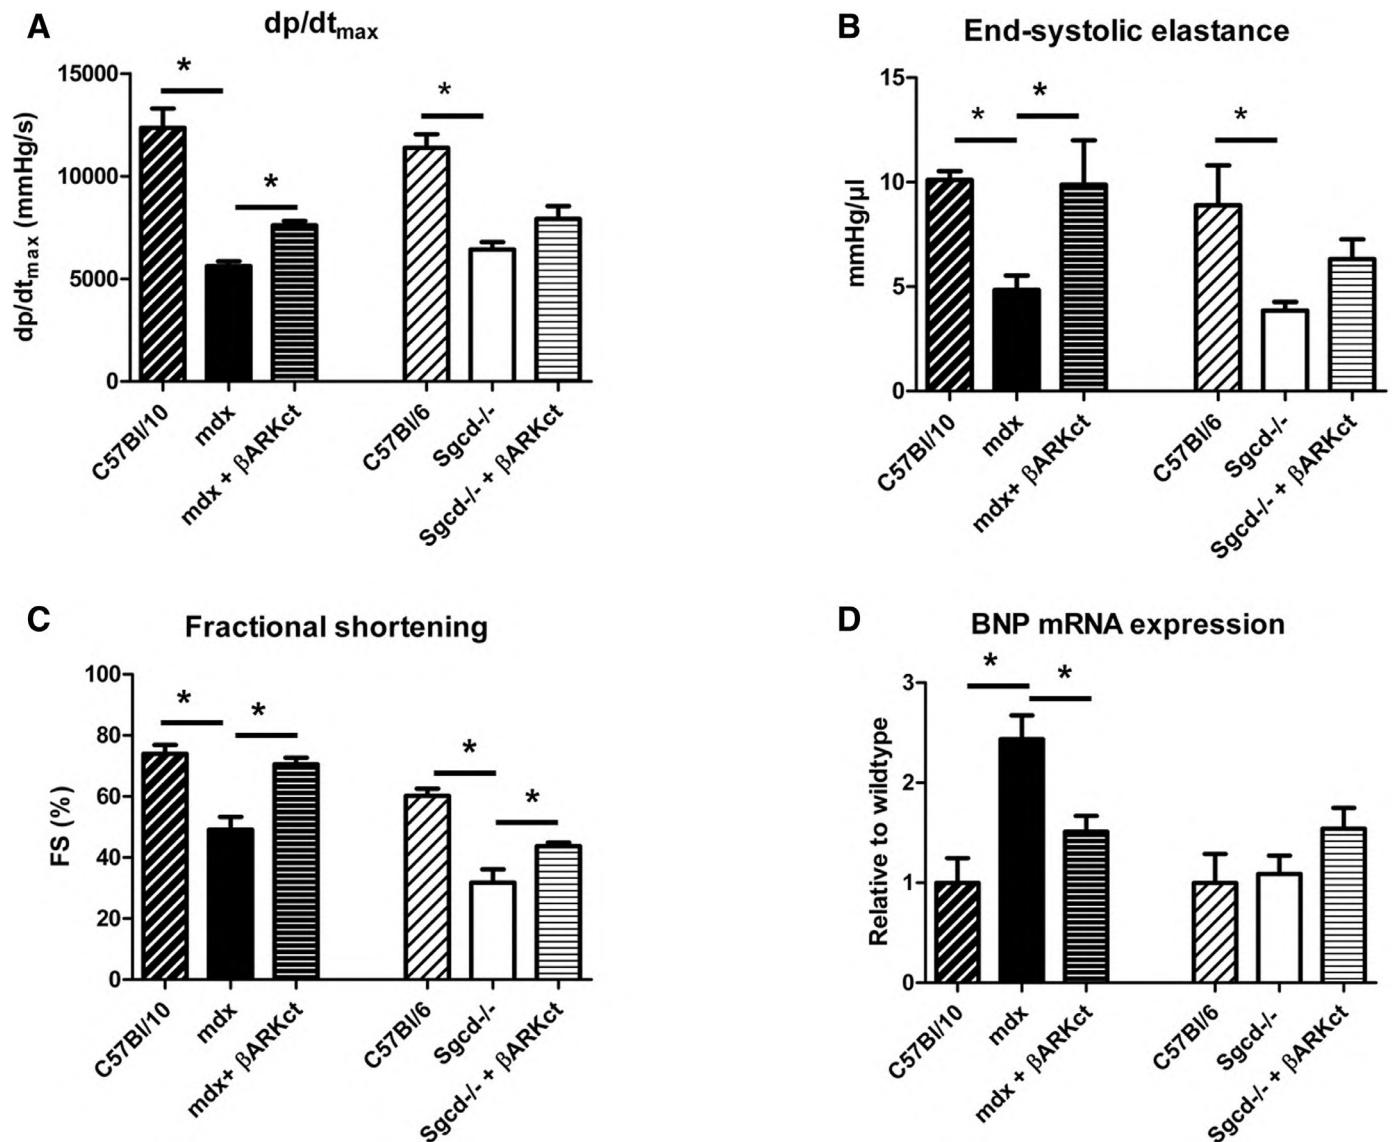 A
dp/dtmax
dp/dtmax (mmHg/s)
15000
10000
5000
0
*
*
*
C57Bl/10
mdx
mdx + βARKct
C57Bl/6
Sgcd-/-
Sgcd-/- + βARKct
B
End-systolic elastance
mmHg/µl
15
10
5
0
*
*
*
C57Bl/10
mdx
mdx+ βARKct
C57Bl/6
Sgcd-/-
Sgcd-/- + βARKct
C
Fractional shortening
FS (%)
100
80
60
40
20
0
*
*
*
*
C57Bl/10
mdx
mdx+ βARKct
C57Bl/6
Sgcd-/-
Sgcd-/- + βARKct
D
BNP mRNA expression
Relative to wildtype
3
2
1
0
*
*
C57Bl/10
mdx
mdx + βARKct
C57Bl/6
Sgcd-/-
Sgcd-/- + βARKct